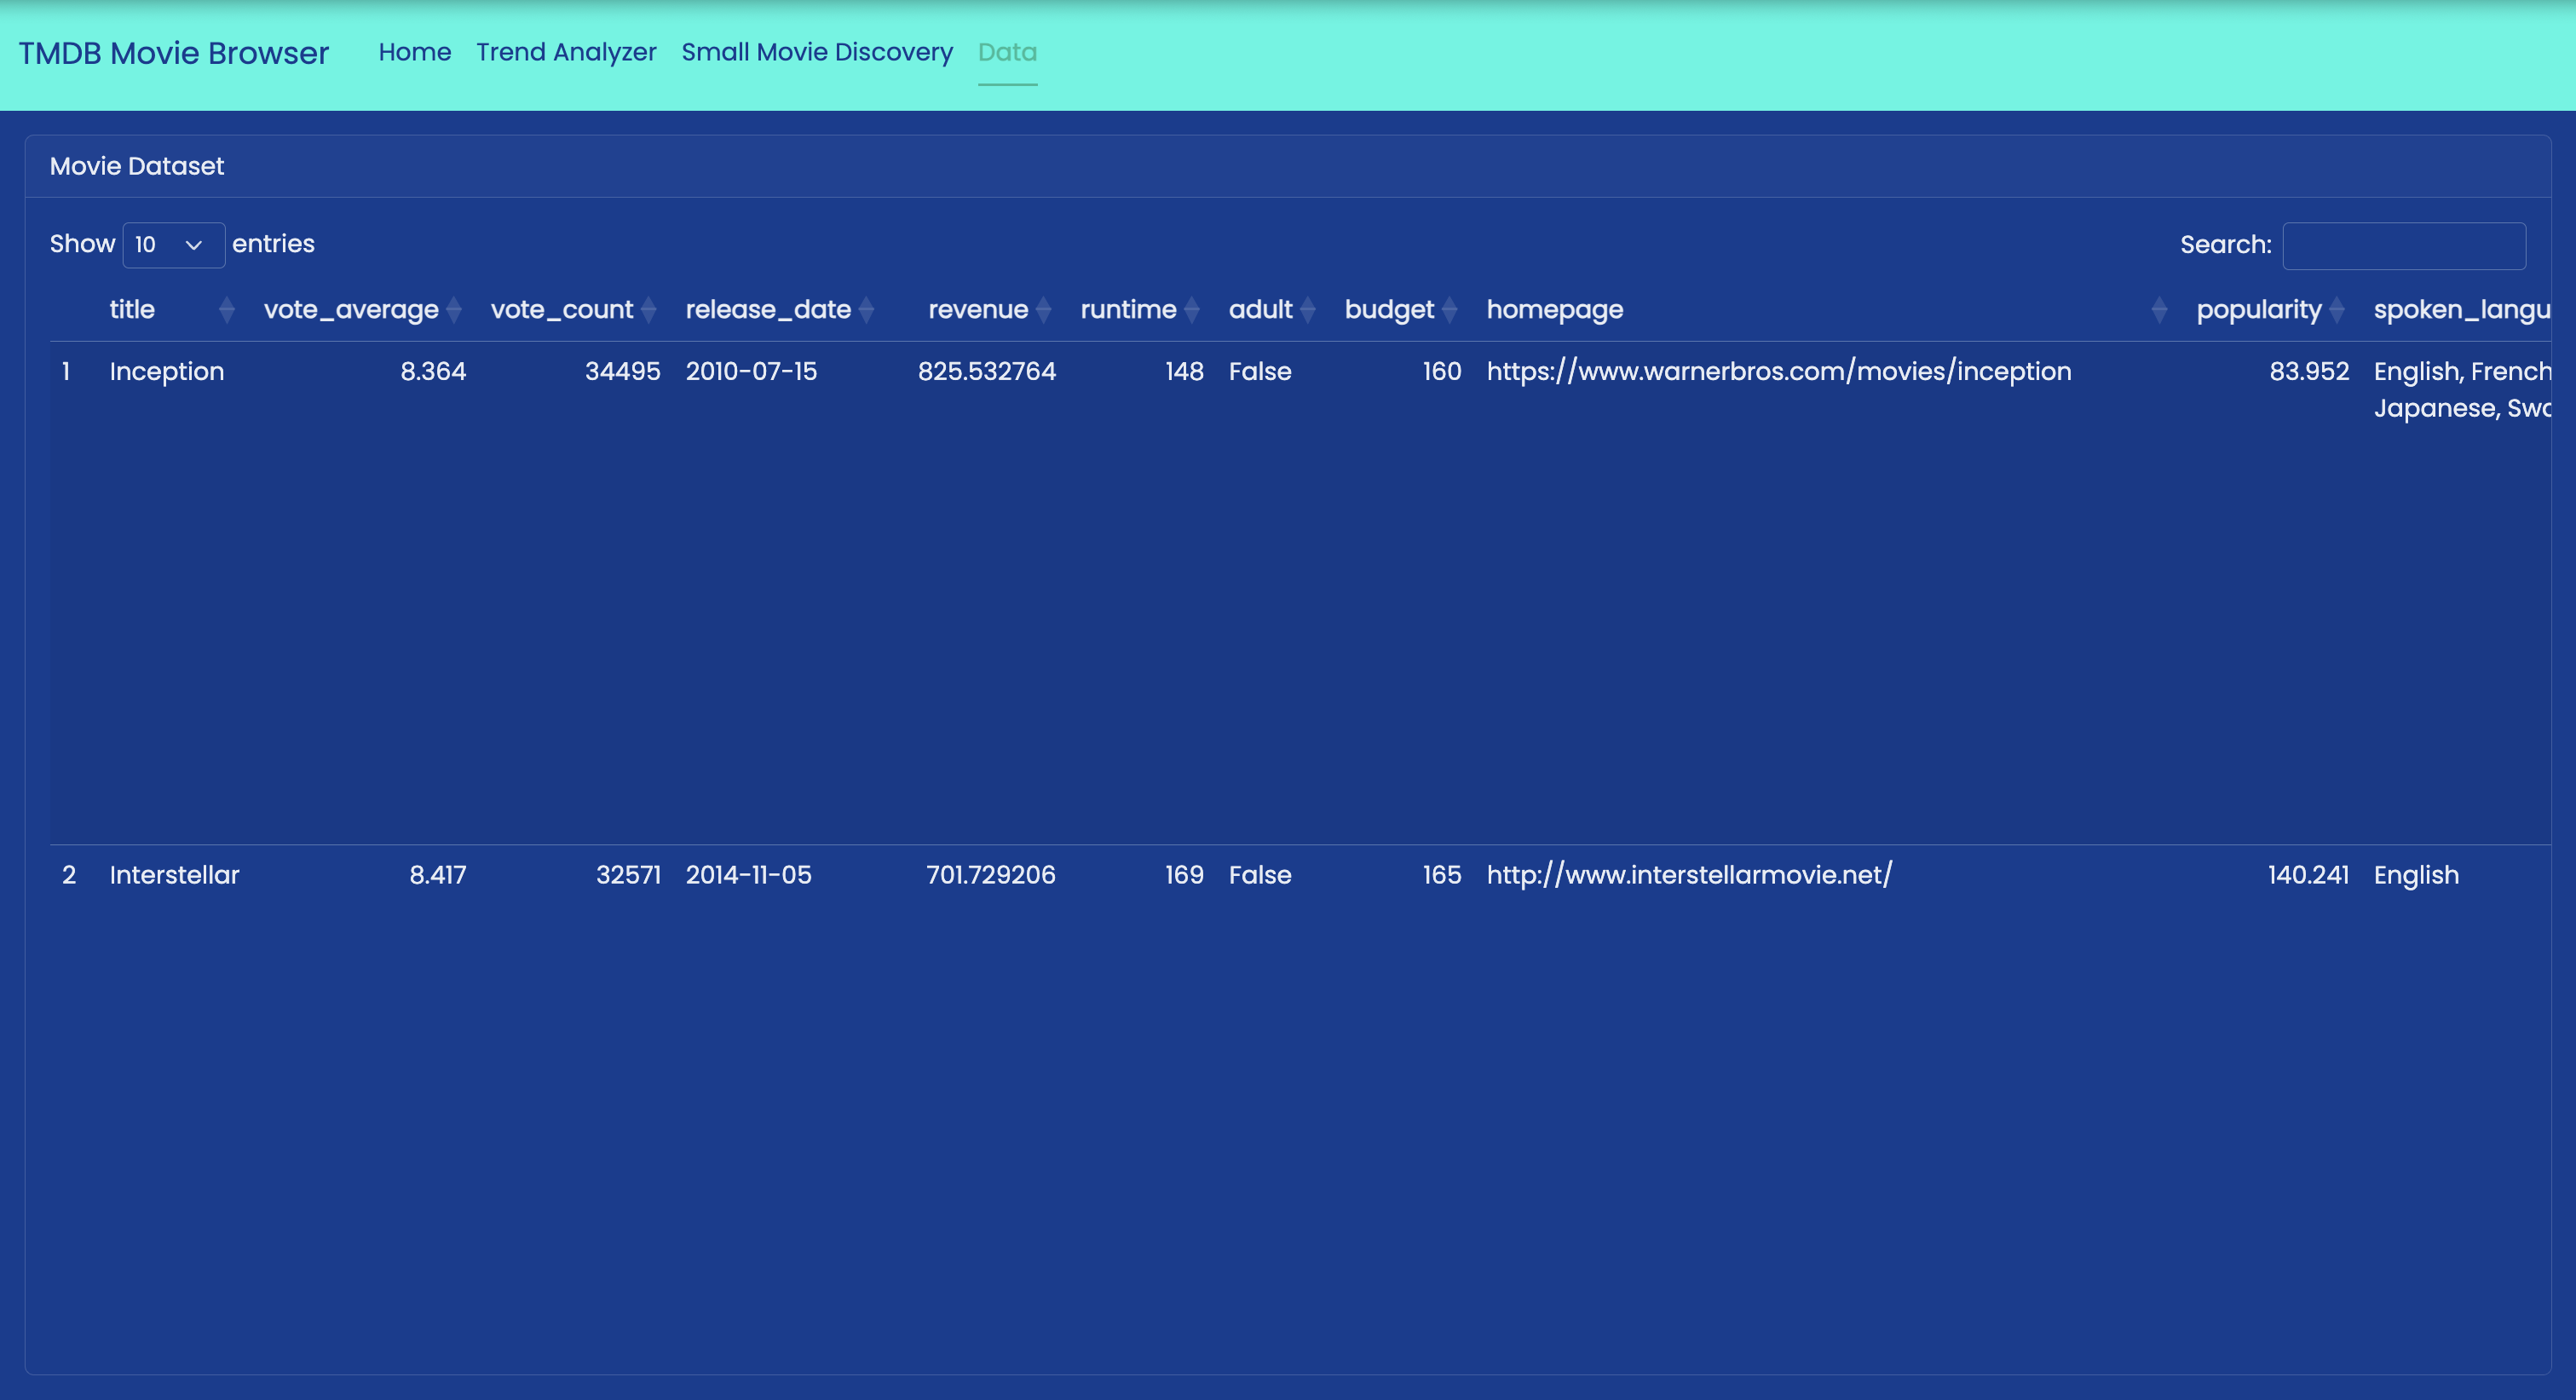 TMDB Movie Browser Home Trend Analyzer Small Movie Discovery Data
Movie Dataset
Show 10 entries Search:
title vote_average vote_count release_date revenue runtime adult budget homepage popularity spoken_langu
1 Inception 8.364 34495 2010-07-15 825.532764 148 False 160 https://www.warnerbros.com/movies/inception 83.952 English, French
Japanese, Swa
2 Interstellar 8.417 32571 2014-11-05 701.729206 169 False 165 http://www.interstellarmovie.net/ 140.241 English